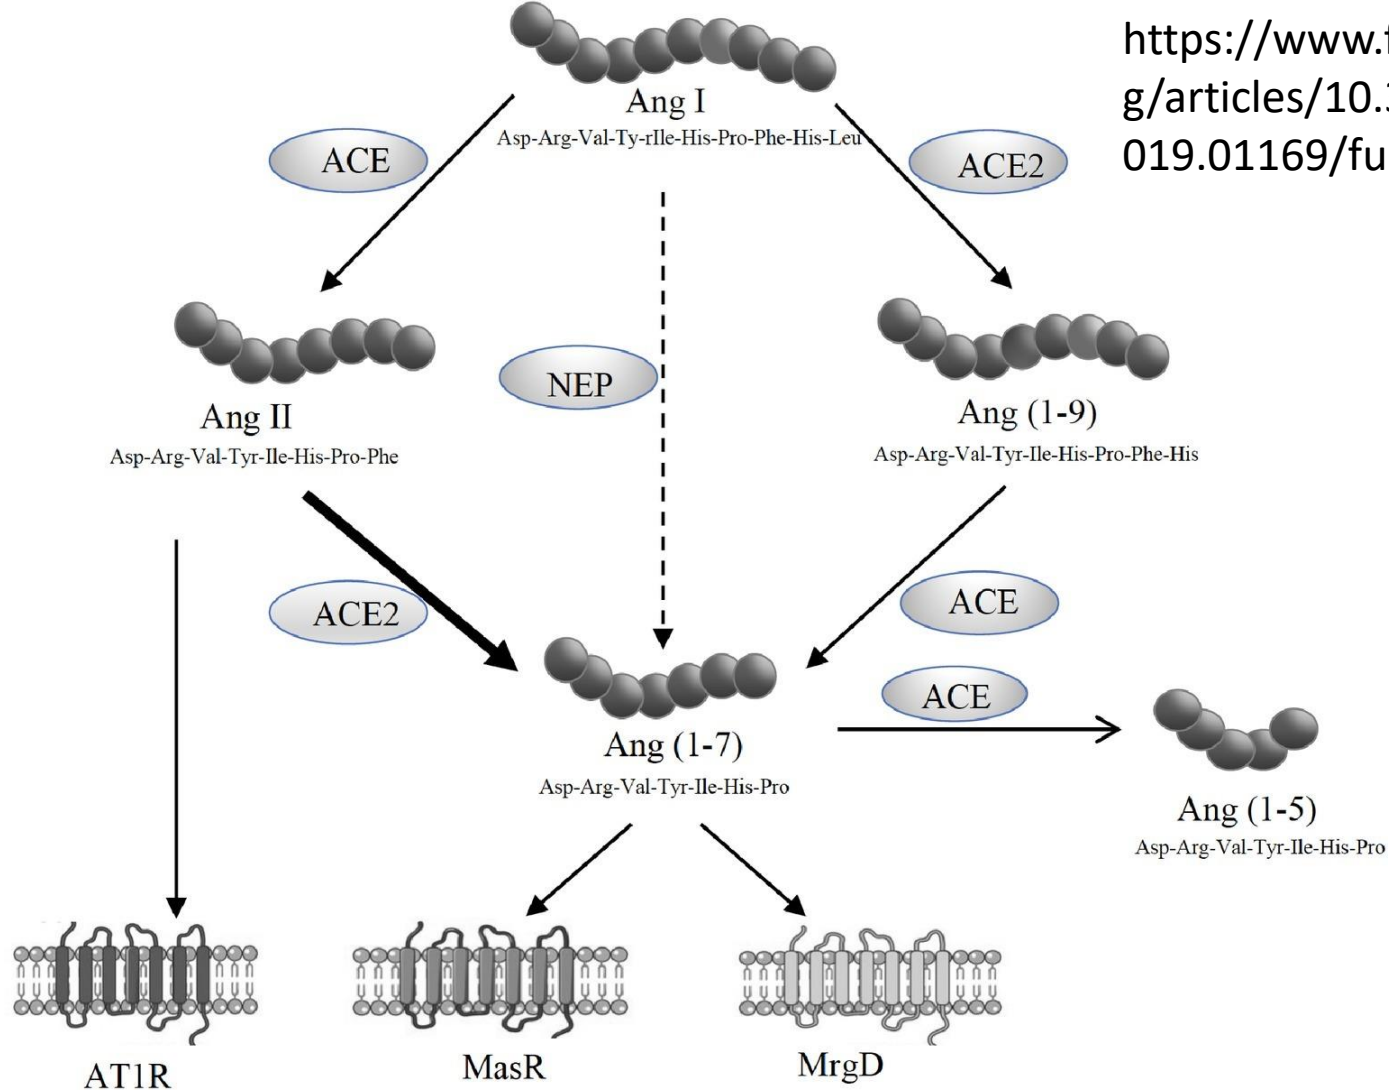 https://www.f
g/articles/10.3
019.01169/fu
Ang I
Asp-Arg-Val-Ty-rIle-His-Pro-Phe-His-Leu
ACE
ACE2
NEP
Ang II
Asp-Arg-Val-Tyr-Ile-His-Pro-Phe
Ang (1-9)
Asp-Arg-Val-Tyr-Ile-His-Pro-Phe-His
ACE2
ACE
ACE
Ang (1-7)
Asp-Arg-Val-Tyr-Ile-His-Pro
Ang (1-5)
Asp-Arg-Val-Tyr-Ile-His-Pro
AT1R
MasR
MrgD